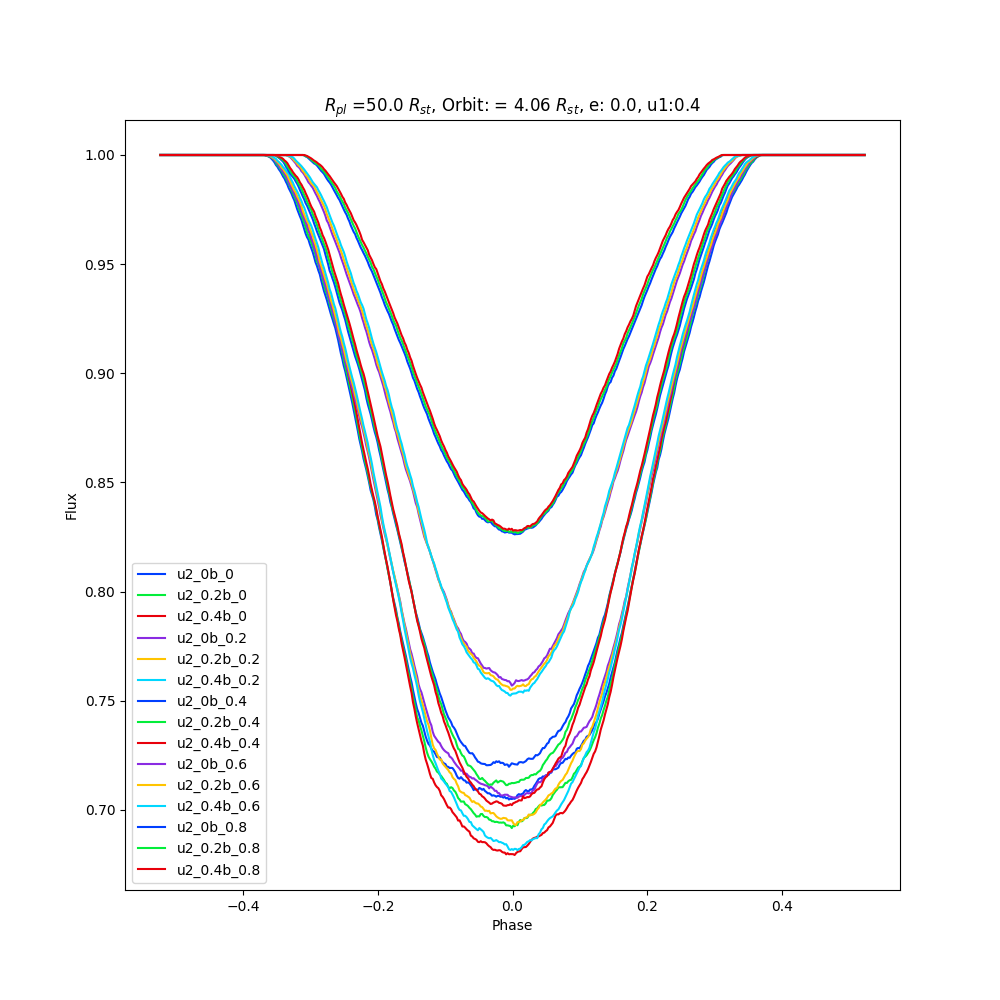 R_pl =50.0 R_st, Orbit: = 4.06 R_st, e: 0.0, u1:0.4
1.00
0.95
0.90
0.85
0.80
0.75
0.70
Flux
u2_0b_0
u2_0.2b_0
u2_0.4b_0
u2_0b_0.2
u2_0.2b_0.2
u2_0.4b_0.2
u2_0b_0.4
u2_0.2b_0.4
u2_0.4b_0.4
u2_0b_0.6
u2_0.2b_0.6
u2_0.4b_0.6
u2_0b_0.8
u2_0.2b_0.8
u2_0.4b_0.8
−0.4 −0.2 0.0 0.2 0.4
Phase